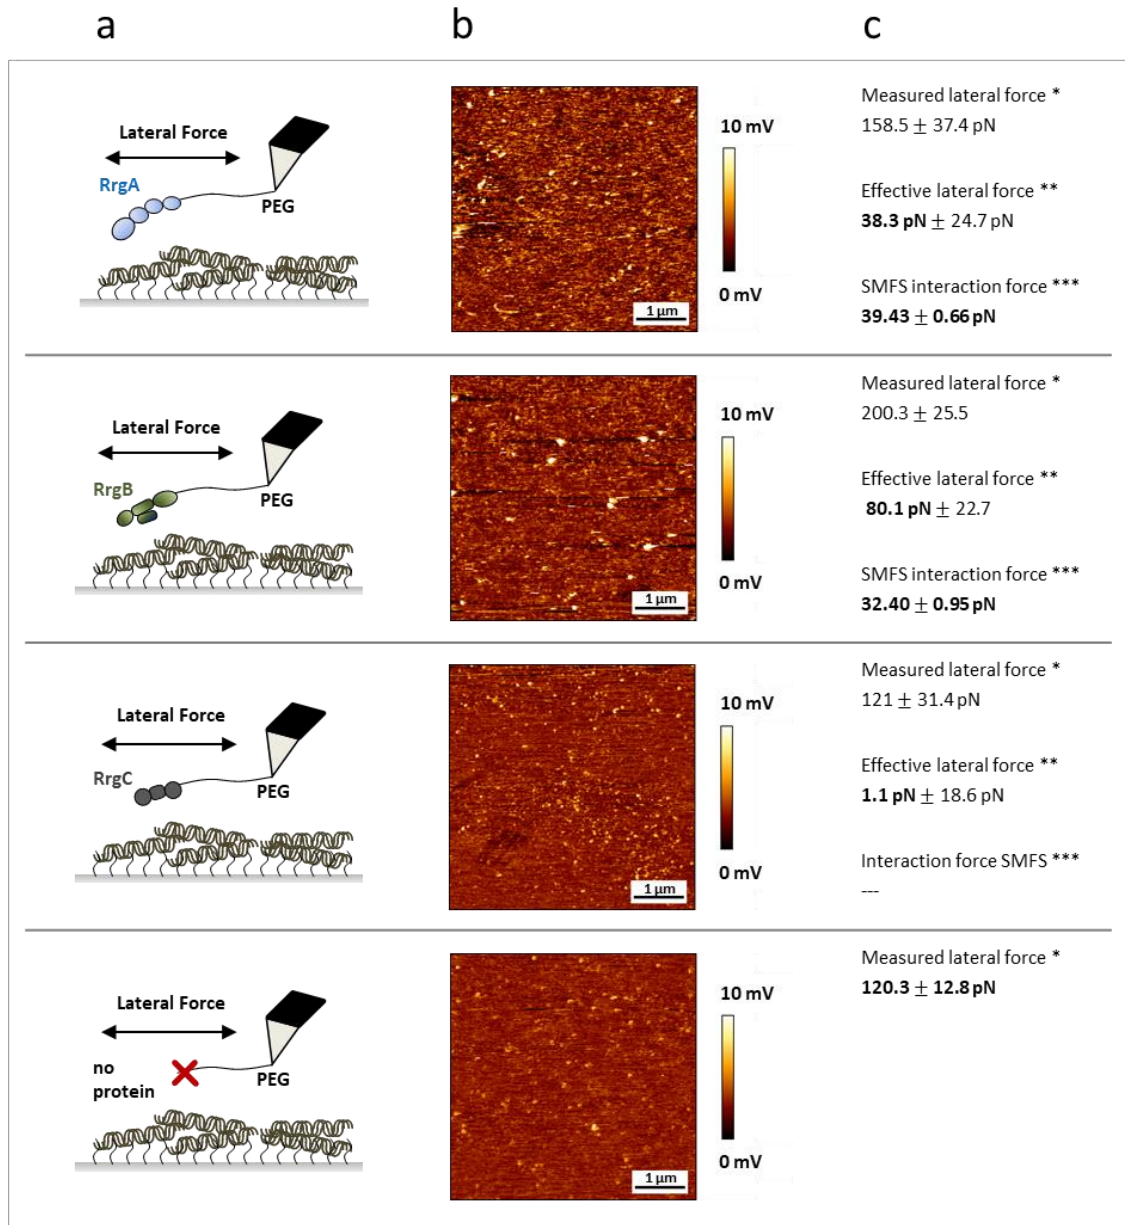 a
b
c
Lateral Force
RrgA
PEG
10 mV
0 mV
1 µm
Measured lateral force *
158.5 ± 37.4 pN
Effective lateral force **
38.3 pN ± 24.7 pN
SMFS interaction force ***
39.43 ± 0.66 pN
Lateral Force
RrgB
PEG
10 mV
0 mV
1 µm
Measured lateral force *
200.3 ± 25.5
Effective lateral force **
80.1 pN ± 22.7
SMFS interaction force ***
32.40 ± 0.95 pN
Lateral Force
RrgC
PEG
10 mV
0 mV
1 µm
Measured lateral force *
121 ± 31.4 pN
Effective lateral force **
1.1 pN ± 18.6 pN
Interaction force SMFS ***
---
Lateral Force
no
protein
PEG
10 mV
0 mV
1 µm
Measured lateral force *
120.3 ± 12.8 pN